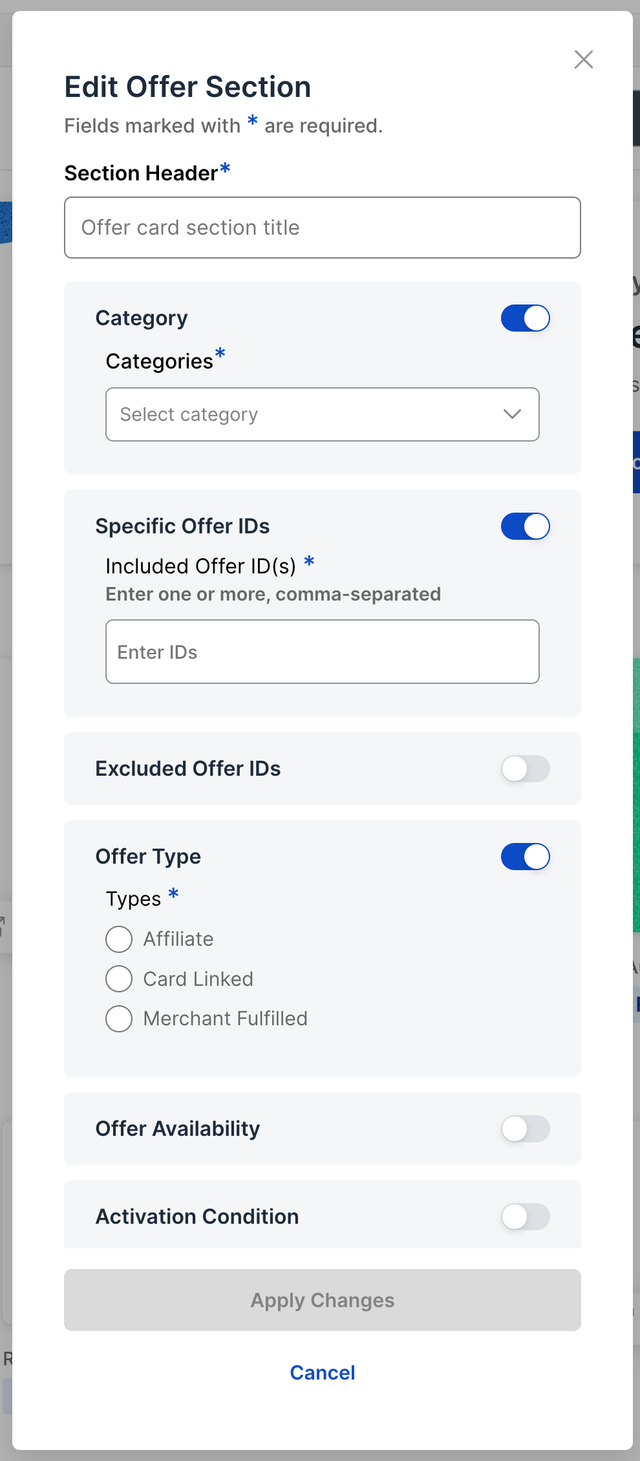 Edit Offer Section
Fields marked with * are required.
Section Header*
Offer card section title
Category
Categories*
Select category
Specific Offer IDs
Included Offer ID(s) *
Enter one or more, comma-separated
Enter IDs
Excluded Offer IDs
Offer Type
Types *
Affiliate
Card Linked
Merchant Fulfilled
Offer Availability
Activation Condition
Apply Changes
Cancel